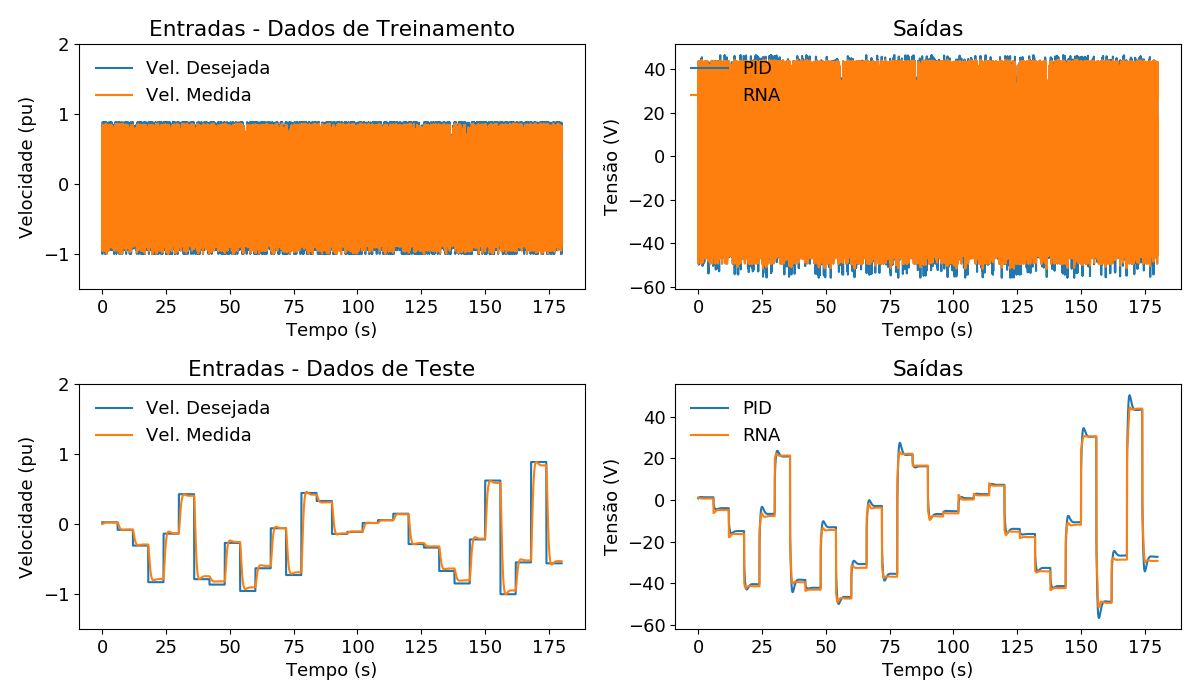 Entradas - Dados de Treinamento
2
1
0
−1
Velocidade (pu)
Vel. Desejada
Vel. Medida
0 25 50 75 100 125 150 175
Tempo (s)
Saídas
40
20
0
−20
−40
−60
Tensão (V)
PID
RNA
0 25 50 75 100 125 150 175
Tempo (s)
Entradas - Dados de Teste
2
1
0
−1
Velocidade (pu)
Vel. Desejada
Vel. Medida
0 25 50 75 100 125 150 175
Tempo (s)
Saídas
40
20
0
−20
−40
−60
Tensão (V)
PID
RNA
0 25 50 75 100 125 150 175
Tempo (s)